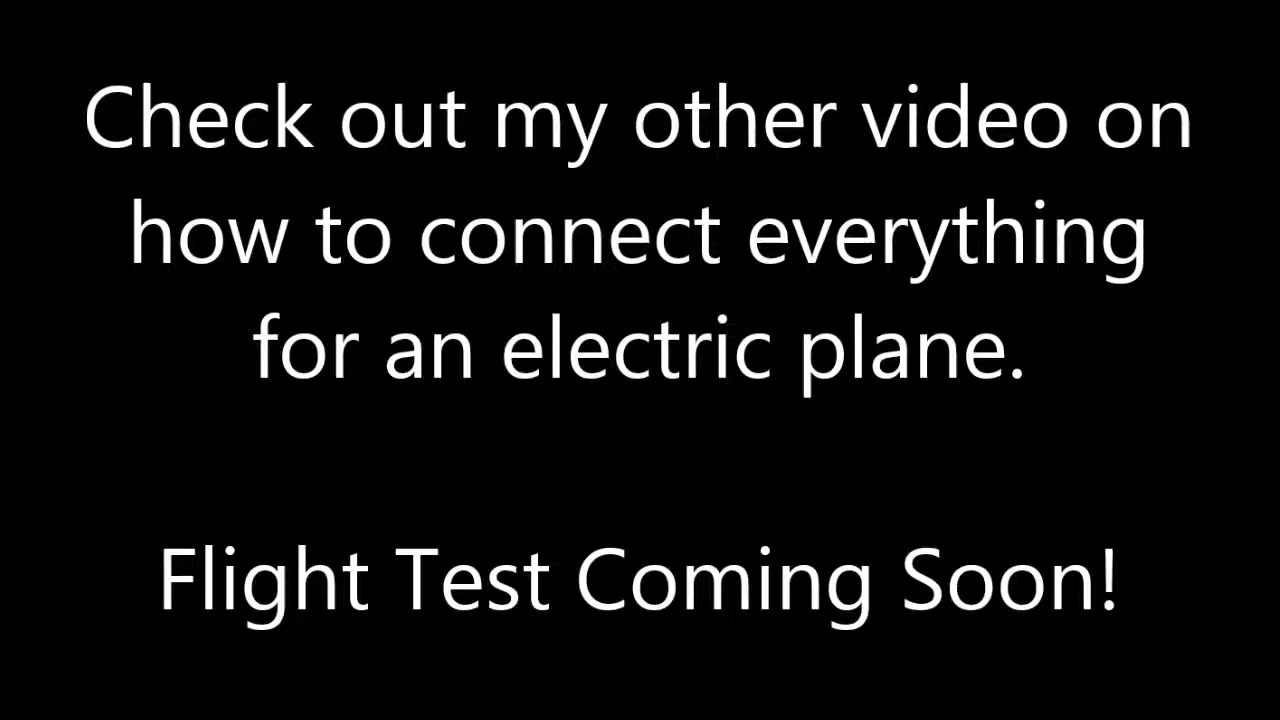 Check out my other video on
how to connect everything
for an electric plane.
Flight Test Coming Soon!